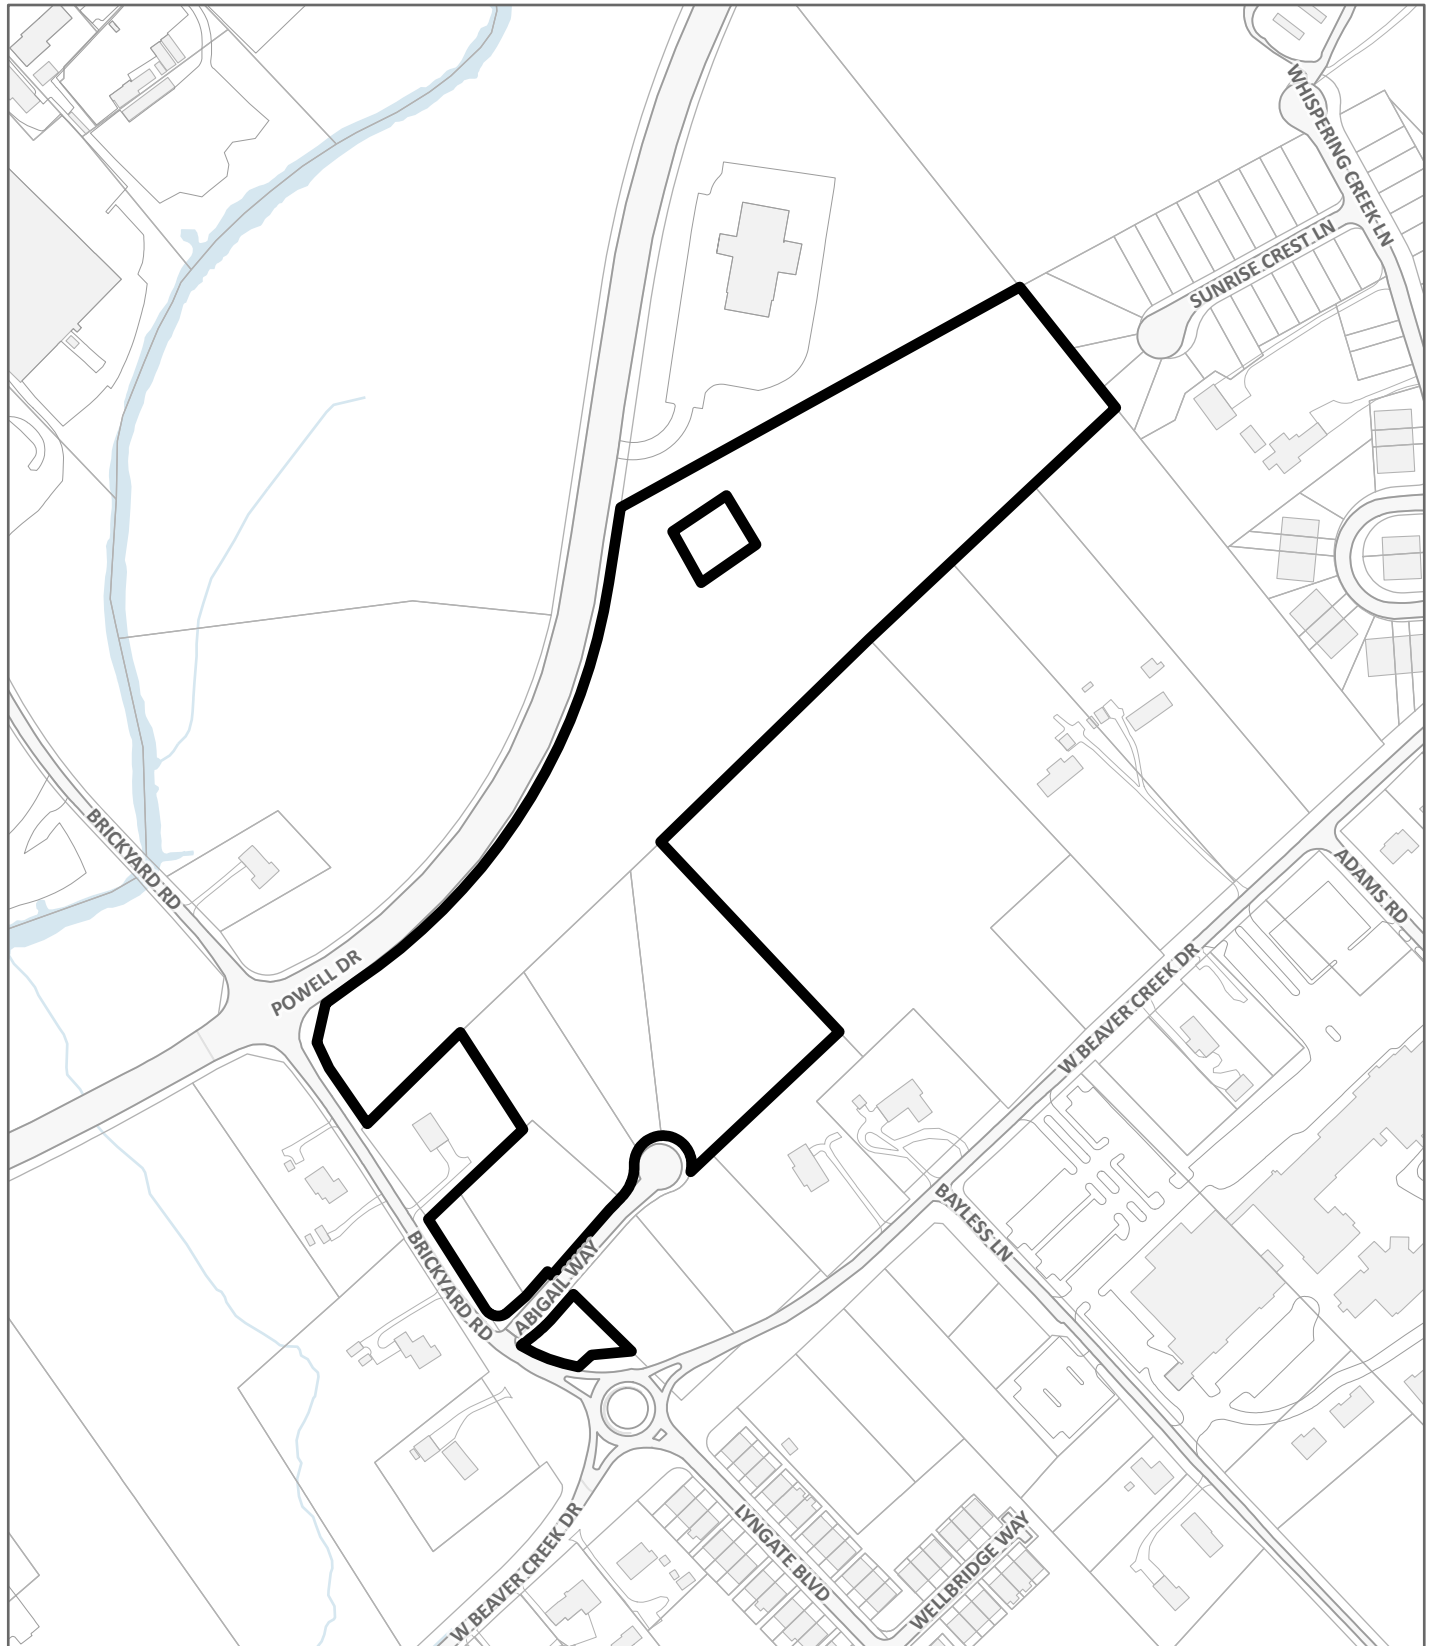 WHISPERING CREEK LN
SUNRISE CREST LN
BRICKYARD RD
ADAMS RD
POWELL DR
W BEAVER CREEK DR
BAYLESS LN
BRICKYARD RD
ABIGAIL WAY
W BEAVER CREEK DR
LYNGATE BLVD
WELLBRIDGE WAY